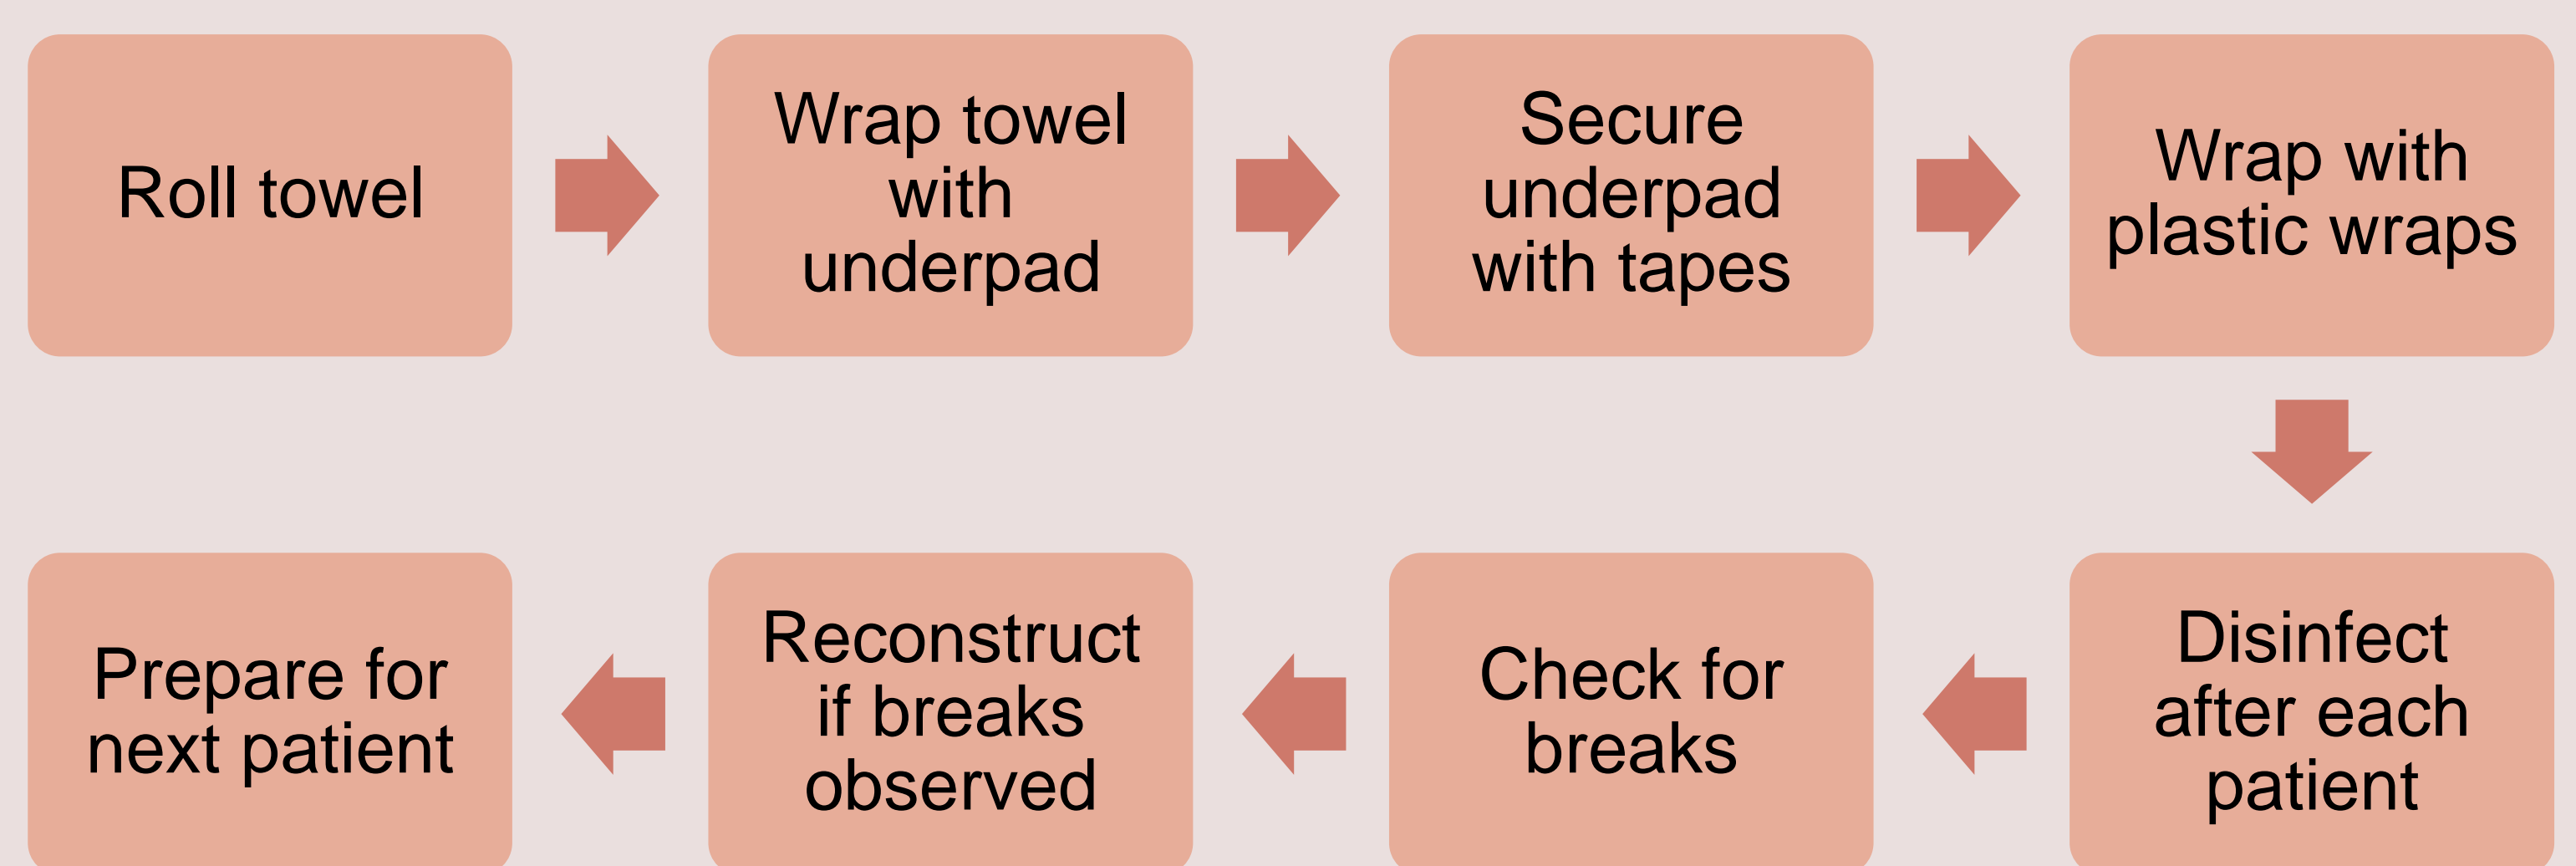 Roll towel
Wrap towel
with
underpad
Secure
underpad
with tapes
Wrap with
plastic wraps
Disinfect
after each
patient
Check for
breaks
Reconstruct
if breaks
observed
Prepare for
next patient